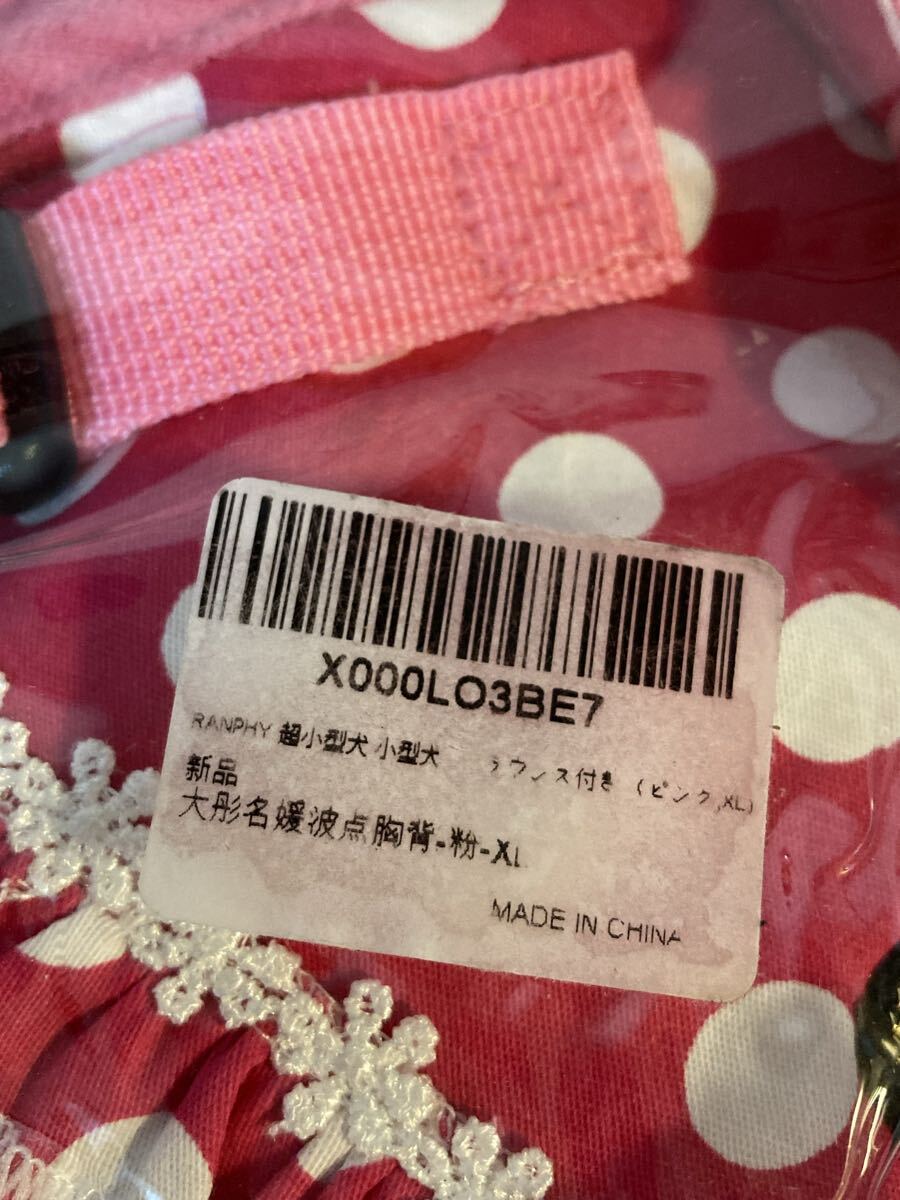 X000LO3BE7
RANPHY 超小型犬 小型犬 ラウンス付き (ピンク,XL)
新品
大彤名媛波点胸背-粉-XL
MADE IN CHINA